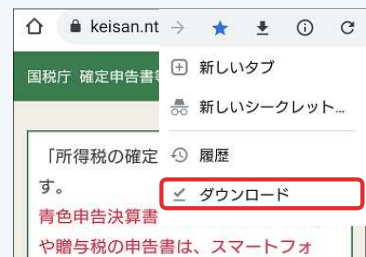 keisan.nt
国税庁 確定申告書
新しいタブ
新しいシークレット...
履歴
ダウンロード
「所得税の確定
す。
青色申告決算書
や贈与税の申告書は、スマートフォ